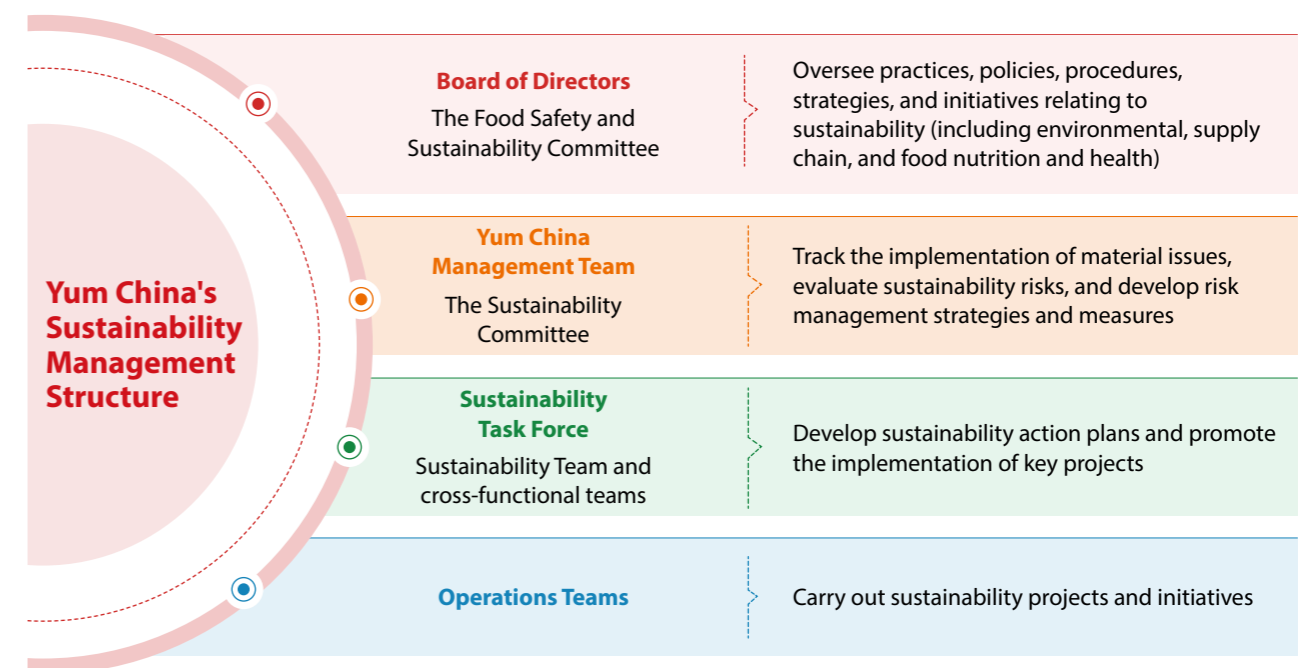 Yum China's
Sustainability
Management
Structure
Board of Directors
The Food Safety and
Sustainability Committee
Oversee practices, policies, procedures,
strategies, and initiatives relating to
sustainability (including environmental, supply
chain, and food nutrition and health)
Yum China
Management Team
The Sustainability
Committee
Track the implementation of material issues,
evaluate sustainability risks, and develop risk
management strategies and measures
Sustainability
Task Force
Sustainability Team and
cross-functional teams
Develop sustainability action plans and promote
the implementation of key projects
Operations Teams
Carry out sustainability projects and initiatives